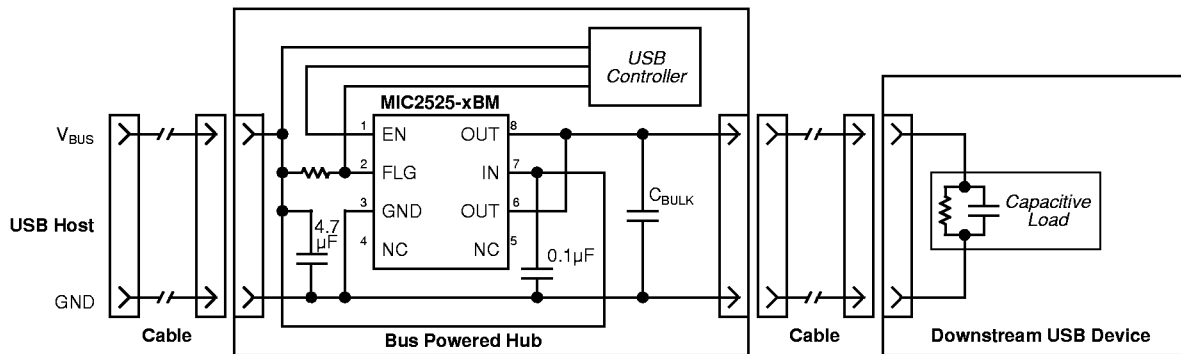 USB
Controller
MIC2525-xBM
VBUS
1
EN
OUT
8
2
FLG
IN
7
3
GND
OUT
6
4
NC
NC
5
4.7
µF
0.1µF
CBULK
USB Host
GND
Capacitive
Load
Cable
Bus Powered Hub
Cable
Downstream USB Device